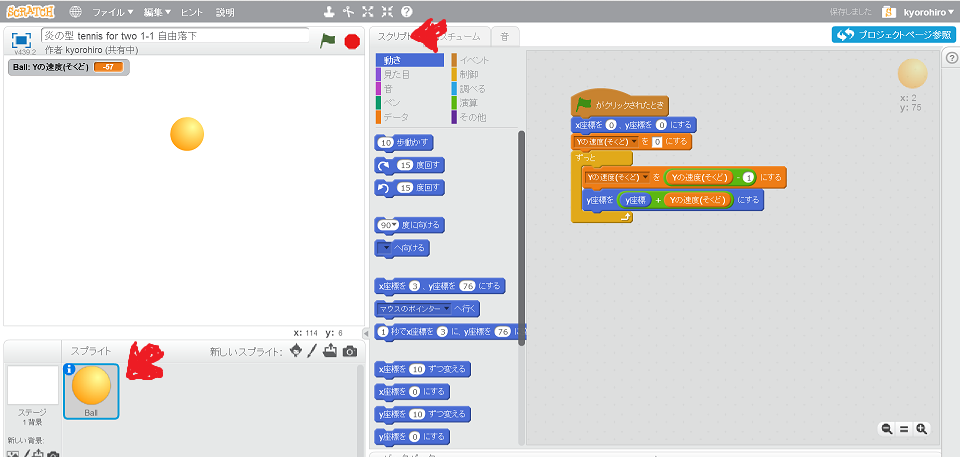 SCRATCH ファイル▼ 編集▼ ヒント 説明 保存しました kyorohiro▼
炎の型 tennis for two 1-1 自由落下
v439.2 作者 kyorohiro (共有中)
スクリプト コスチューム 音
プロジェクトページ参照
Ball: Yの速度(そくど) -57
動き イベント
見た目 制御
音 調べる
ペン 演算
データ その他
10 歩動かす
15 度回す
15 度回す
90▼ 度に向ける
▼ へ向ける
x座標を 3 、y座標を 76 にする
マウスのポインター▼ へ行く
1 秒でx座標を 3 に、y座標を 76 に
x座標を 10 ずつ変える
x座標を 0 にする
y座標を 10 ずつ変える
y座標を 0 にする
がクリックされたとき
x座標を 0 、y座標を 0 にする
Yの速度(そくど)▼ を 0 にする
ずっと
Yの速度(そくど)▼ を Yの速度(そくど) - 1 にする
y座標を y座標 + Yの速度(そくど) にする
x: 2
y: 75
x: 114 y: 6
スプライト 新しいスプライト:
ステージ
1 背景
Ball
新しい背景: